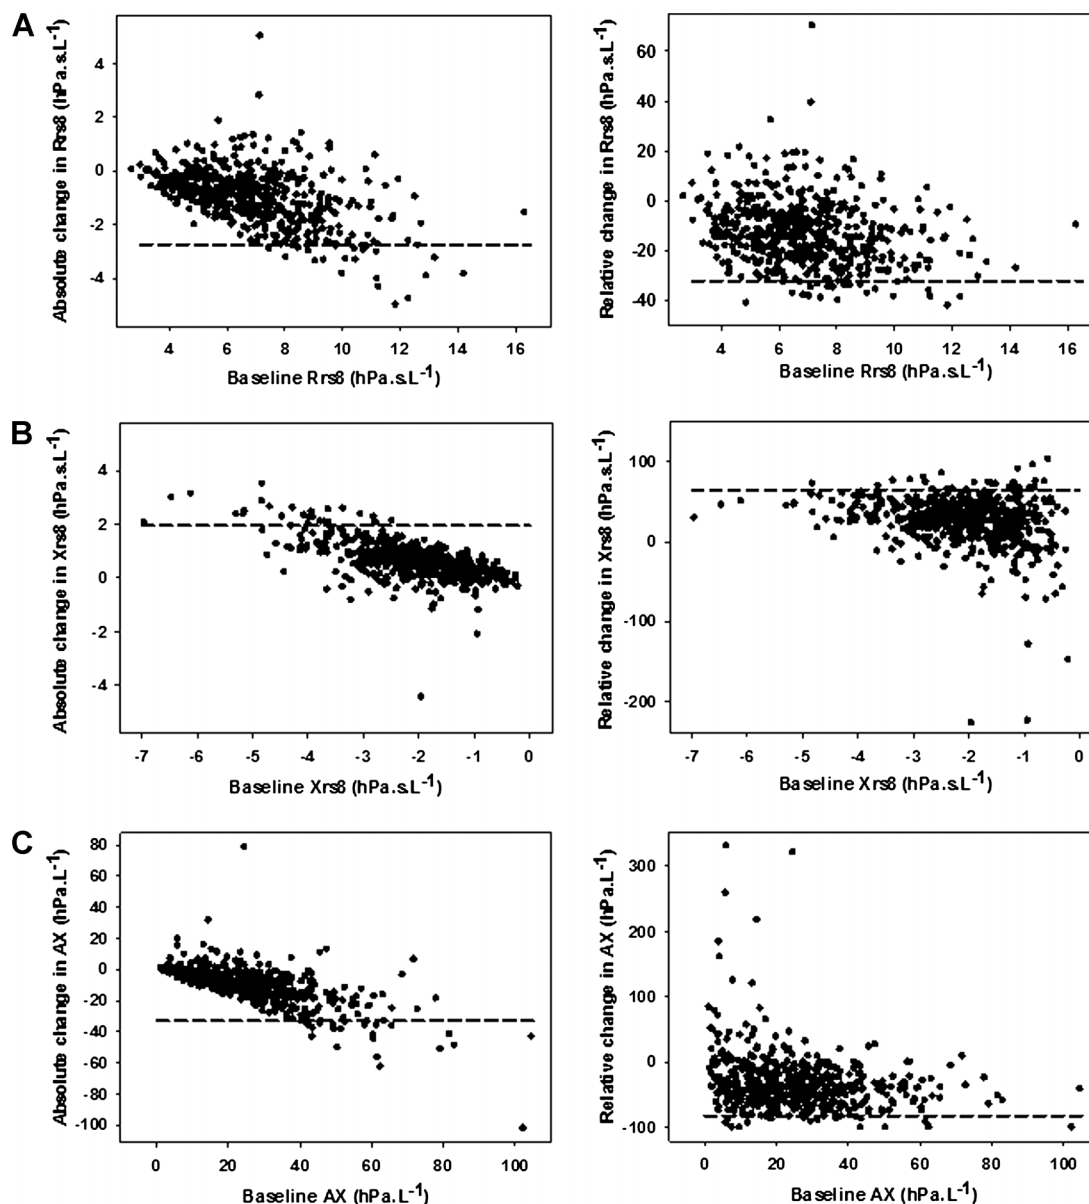 A
Absolute change in Rrs8 (hPa.s.L-1)
4
2
0
-2
-4
4 6 8 10 12 14 16
Baseline Rrs8 (hPa.s.L-1)
Relative change in Rrs8 (hPa.s.L-1)
60
40
20
0
-20
-40
4 6 8 10 12 14 16
Baseline Rrs8 (hPa.s.L-1)
B
Absolute change in Xrs8 (hPa.s.L-1)
4
2
0
-2
-4
-7 -6 -5 -4 -3 -2 -1 0
Baseline Xrs8 (hPa.s.L-1)
Relative change in Xrs8 (hPa.s.L-1)
100
0
-100
-200
-7 -6 -5 -4 -3 -2 -1 0
Baseline Xrs8 (hPa.s.L-1)
C
Absolute change in AX (hPa.L-1)
80
60
40
20
0
-20
-40
-60
-80
-100
0 20 40 60 80 100
Baseline AX (hPa.L-1)
Relative change in AX (hPa.L-1)
300
200
100
0
-100
0 20 40 60 80 100
Baseline AX (hPa.L-1)